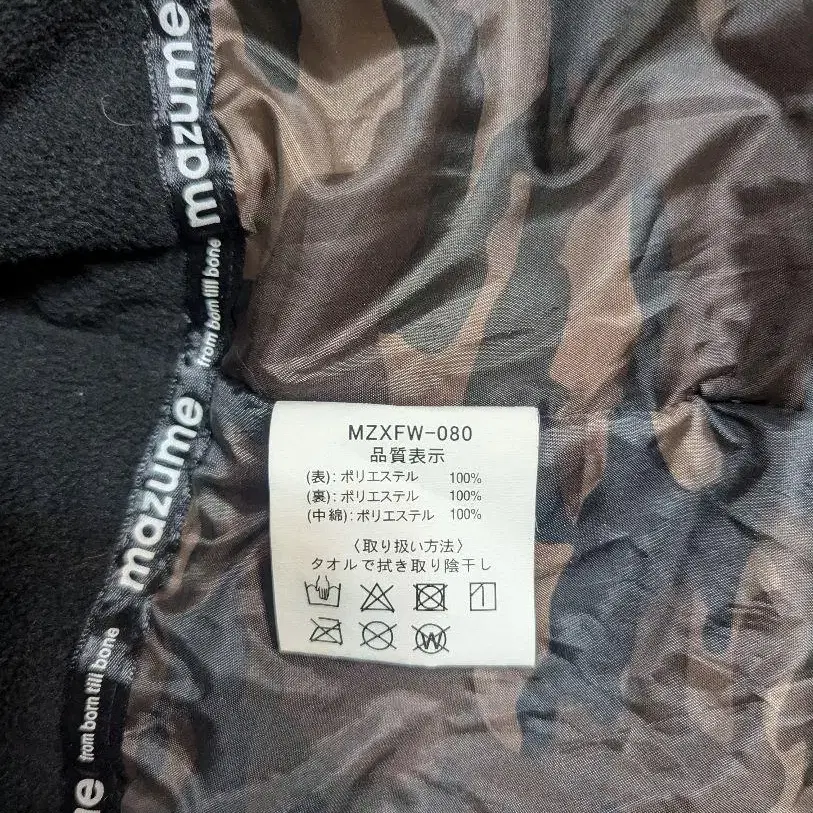 mazume
from born till bone
mazume
from born till bone
MZXFW-080
品質表示
(表): ポリエステル 100%
(裏): ポリエステル 100%
(中綿): ポリエステル 100%
〈取り扱い方法〉
タオルで拭き取り陰干し
W